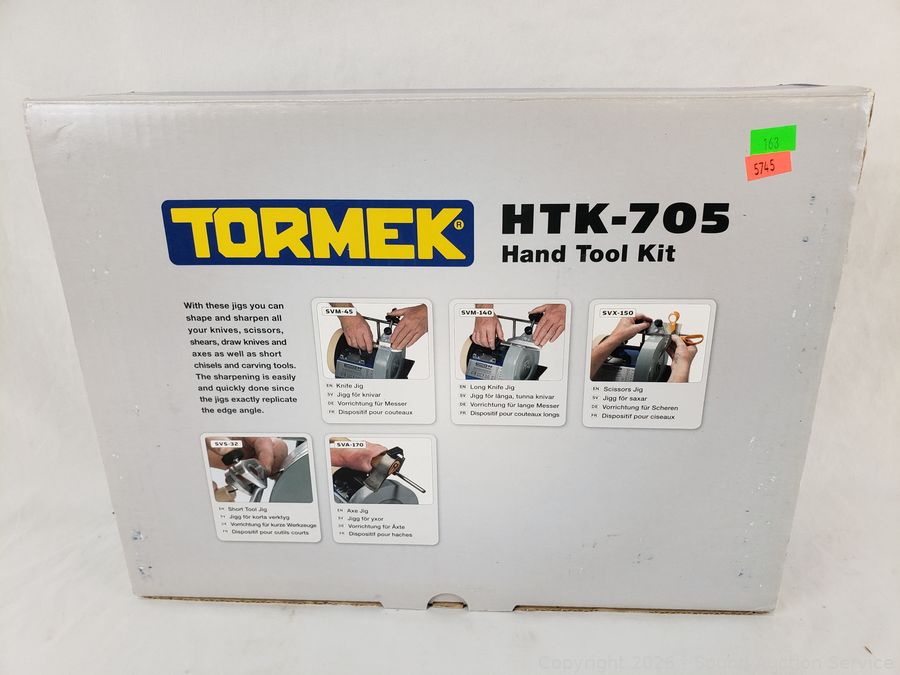 163
5745
TORMEK®
HTK-705
Hand Tool Kit
With these jigs you can
shape and sharpen all
your knives, scissors,
shears, draw knives and
axes as well as short
chisels and carving tools.
The sharpening is easily
and quickly done since
the jigs exactly replicate
the edge angle.
SVM-45
EN Knife Jig
SV Jigg för knivar
DE Vorrichtung für Messer
FR Dispositif pour couteaux
SVM-140
EN Long Knife Jig
SV Jigg för långa, tunna knivar
DE Vorrichtung für lange Messer
FR Dispositif pour couteaux longs
SVX-150
EN Scissors Jig
SV Jigg för saxar
DE Vorrichtung für Scheren
FR Dispositif pour ciseaux
SVS-32
EN Short Tool Jig
SV Jigg för korta verktyg
DE Vorrichtung für kurze Werkzeuge
FR Dispositif pour outils courts
SVA-170
EN Axe Jig
SV Jigg för yxor
DE Vorrichtung für Äxte
FR Dispositif pour haches
Copyright 2026 - Sound Auction Service